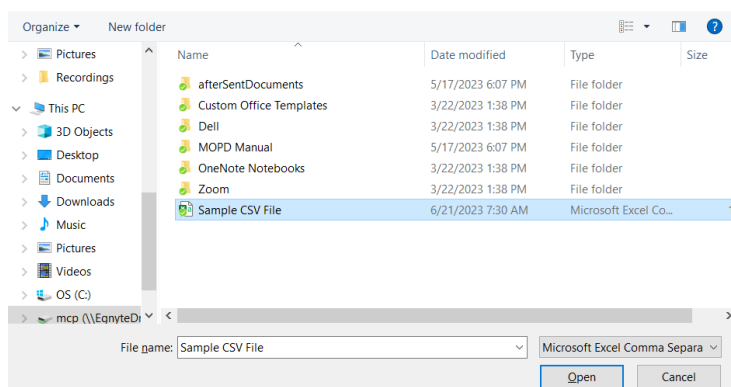 Organize New folder
Name Date modified Type Size
Pictures
Recordings
This PC
3D Objects
Desktop
Documents
Downloads
Music
Pictures
Videos
OS (C:)
mcp (\\EgnyteDr
afterSentDocuments 5/17/2023 6:07 PM File folder
Custom Office Templates 3/22/2023 1:38 PM File folder
Dell 3/22/2023 1:38 PM File folder
MOPD Manual 5/17/2023 6:07 PM File folder
OneNote Notebooks 3/22/2023 1:38 PM File folder
Zoom 3/22/2023 1:38 PM File folder
Sample CSV File 6/21/2023 7:30 AM Microsoft Excel Co... 1
File name: Sample CSV File Microsoft Excel Comma Separa
Open Cancel